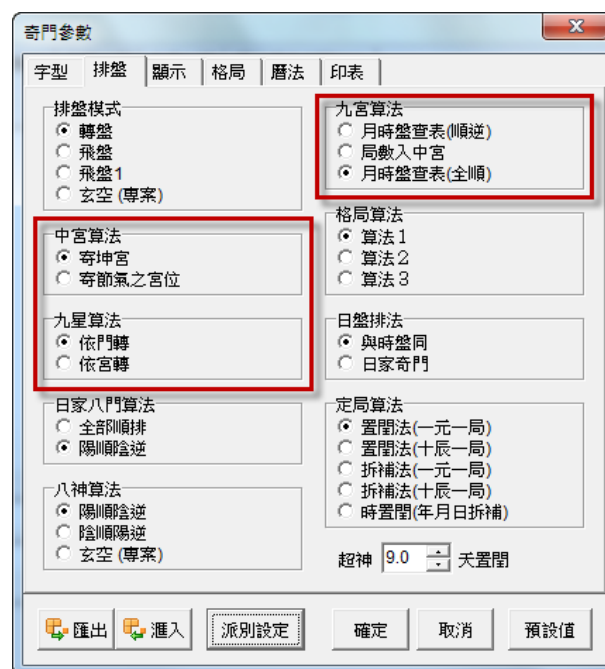 奇門參數
字型 排盤 顯示 格局 曆法 印表
排盤模式
轉盤
飛盤
飛盤1
玄空 (專案)
中宮算法
寄坤宮
寄節氣之宮位
九星算法
依門轉
依宮轉
日家八門算法
全部順排
陽順陰逆
八神算法
陽順陰逆
陰順陽逆
玄空 (專案)
九宮算法
月時盤查表(順逆)
局數入中宮
月時盤查表(全順)
格局算法
算法1
算法2
算法3
日盤排法
與時盤同
日家奇門
定局算法
置閏法(一元一局)
置閏法(十辰一局)
拆補法(一元一局)
拆補法(十辰一局)
時置閏(年月日拆補)
超神 9.0 天置閏
匯出 滙入 派別設定 確定 取消 預設值